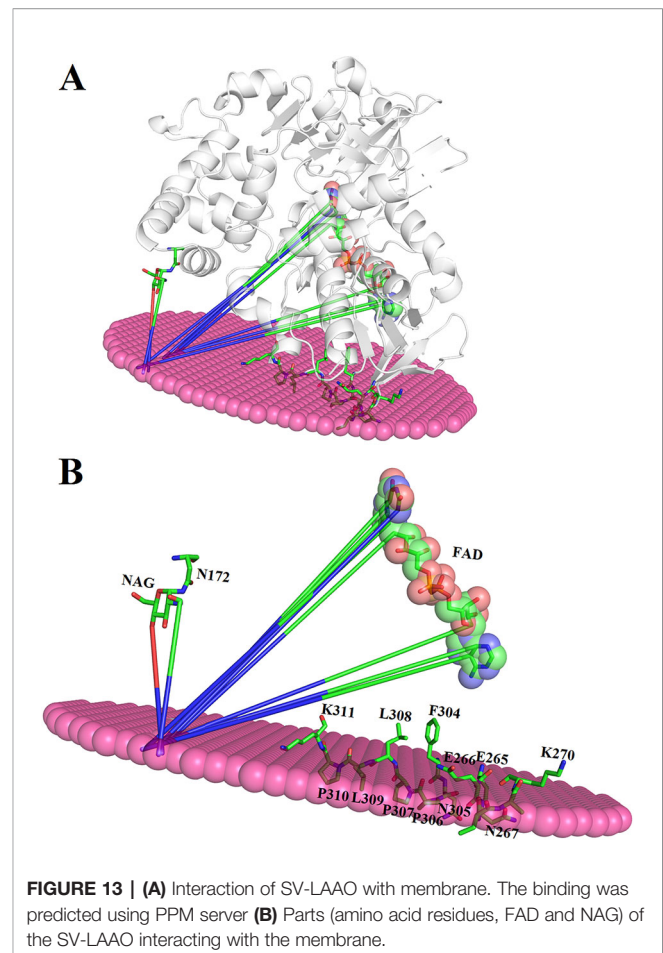 A
B
NAG
N172
FAD
K311
L308
F304
E266
E265
K270
P310
L309
P307
P306
N305
N267
FIGURE 13 | (A) Interaction of SV-LAAO with membrane. The binding was
predicted using PPM server (B) Parts (amino acid residues, FAD and NAG) of
the SV-LAAO interacting with the membrane.